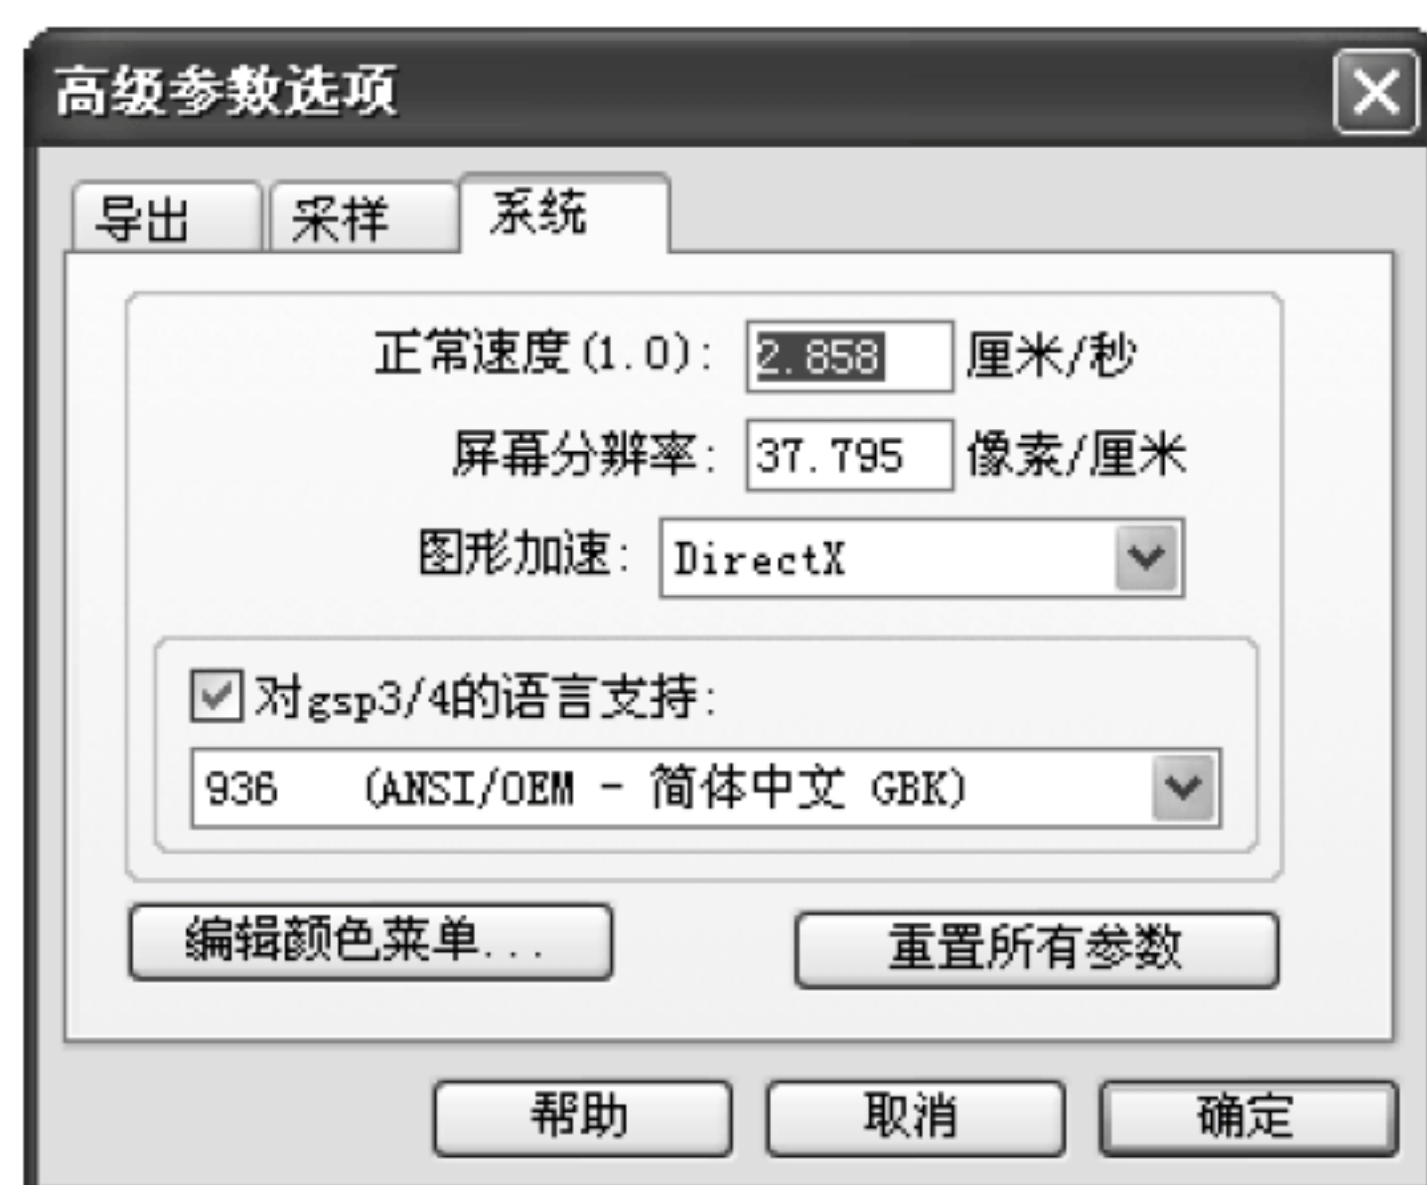 高级参数选项
导出 采样 系统
正常速度(1.0): 2.858 厘米/秒
屏幕分辨率: 37.795 像素/厘米
图形加速: DirectX
对gsp3/4的语言支持:
936 (ANSI/OEM - 简体中文 GBK)
编辑颜色菜单... 重置所有参数
帮助 取消 确定